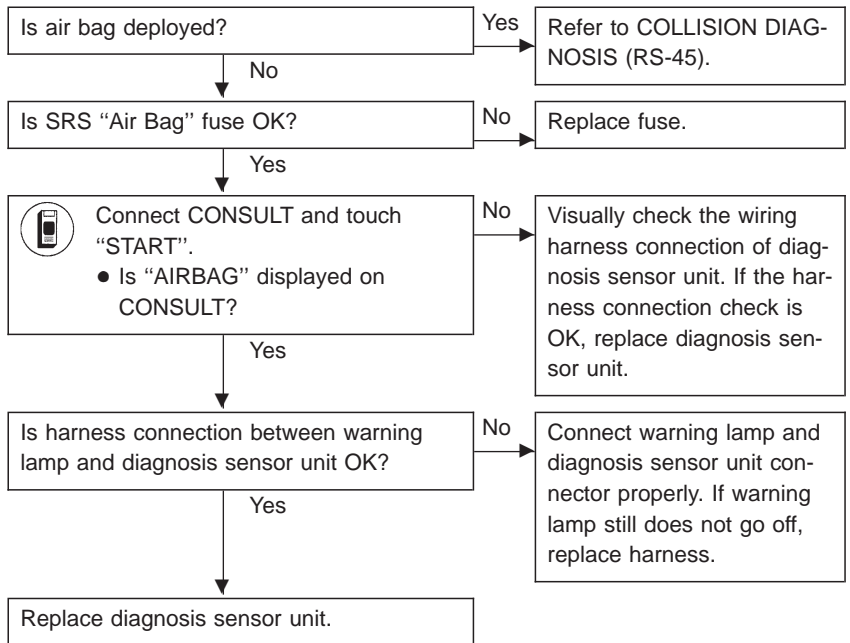 Is air bag deployed?
Yes
Refer to COLLISION DIAG-
NOSIS (RS-45).
No
Is SRS ‘‘Air Bag’’ fuse OK?
No
Replace fuse.
Yes
Connect CONSULT and touch
‘‘START’’.
● Is ‘‘AIRBAG’’ displayed on
CONSULT?
No
Visually check the wiring
harness connection of diag-
nosis sensor unit. If the har-
ness connection check is
OK, replace diagnosis sen-
sor unit.
Yes
Is harness connection between warning
lamp and diagnosis sensor unit OK?
No
Connect warning lamp and
diagnosis sensor unit con-
nector properly. If warning
lamp still does not go off,
replace harness.
Yes
Replace diagnosis sensor unit.